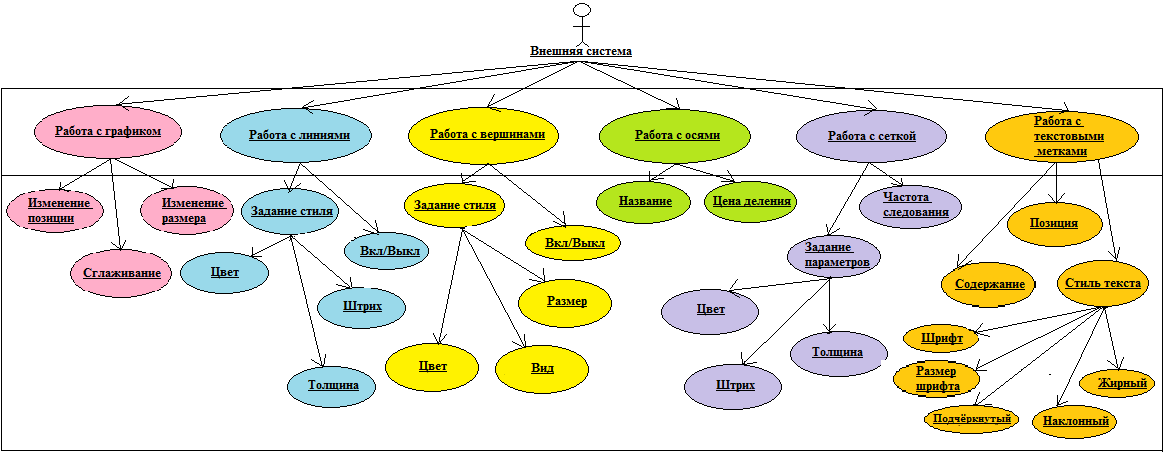 Внешняя система
Работа с графиком
Работа с линиями
Работа с вершинами
Работа с осями
Работа с сеткой
Работа с
текстовыми
метками
Изменение
позиции
Изменение
размера
Сглаживание
Задание стиля
Вкл/Выкл
Цвет
Штрих
Толщина
Задание стиля
Вкл/Выкл
Размер
Цвет
Вид
Название
Цена деления
Частота
следования
Задание
параметров
Цвет
Толщина
Штрих
Позиция
Содержание
Стиль текста
Шрифт
Размер
шрифта
Жирный
Подчёркнутый
Наклонный